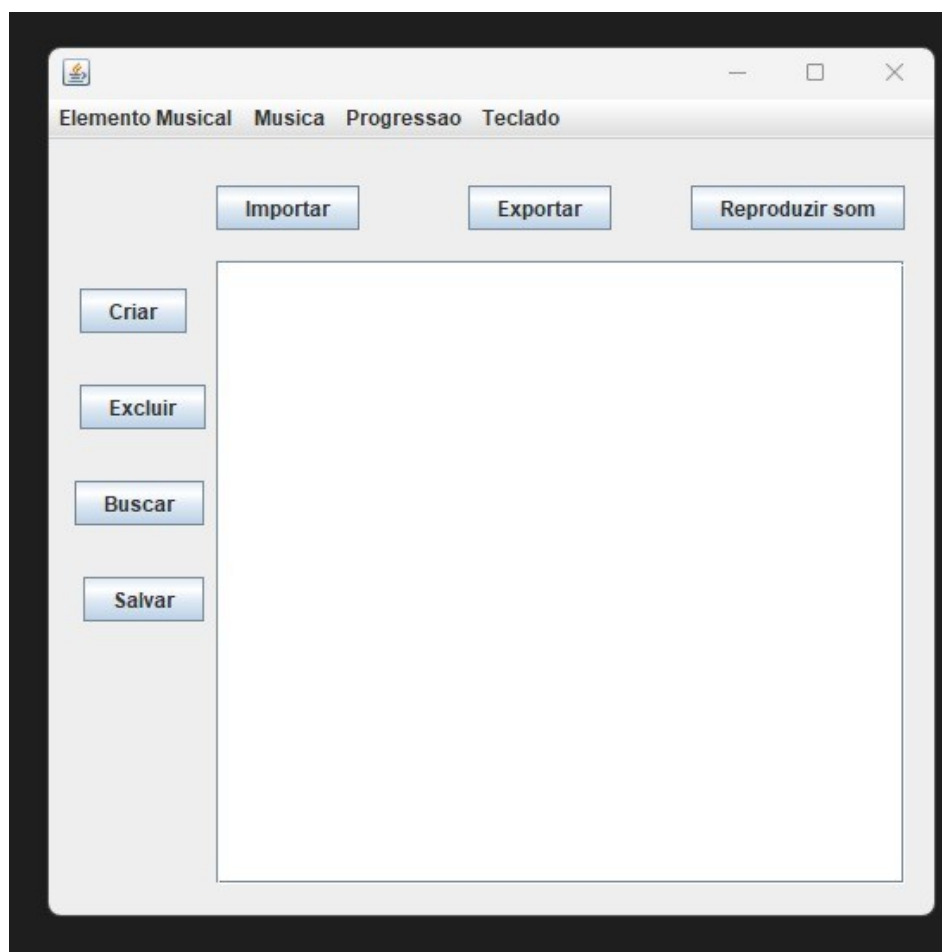 Elemento Musical Musica Progressao Teclado
Importar Exportar Reproduzir som
Criar
Excluir
Buscar
Salvar